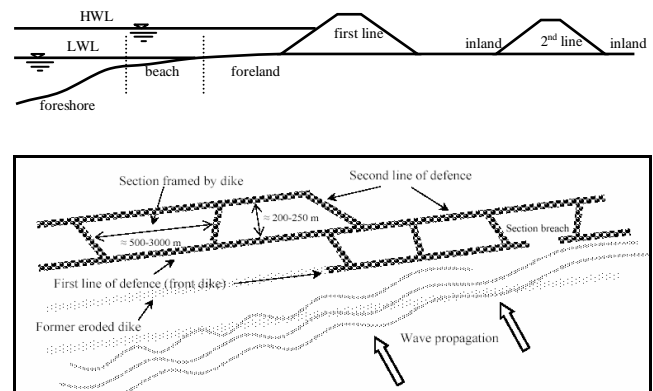 HWL
LWL
first line
inland
2nd line
inland
beach
foreland
foreshore
Section framed by dike
Second line of defence
≈ 200-250 m
≈ 500-3000 m
Section breach
First line of defence (front dike)
Former eroded dike
Wave propagation